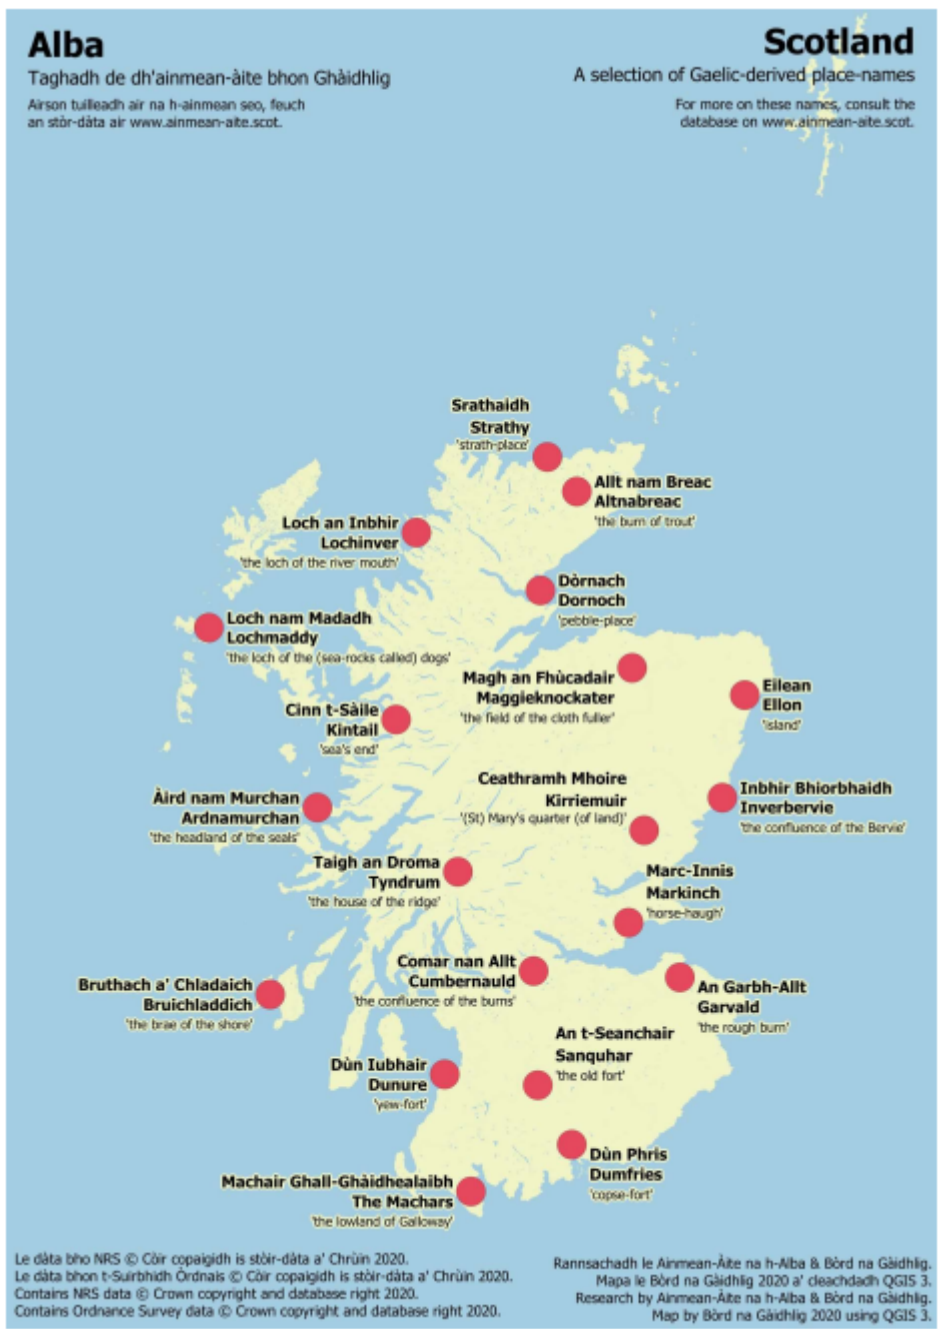 Alba
Taghadh de dh'ainmean-àite bhon Ghàidhlig
Airson tuilleadh air na h-ainmean seo, feuch
an stòr-dàta air www.ainmean-aite.scot.
Scotland
A selection of Gaelic-derived place-names
For more on these names, consult the
database on www.ainmean-aite.scot.
Srathaidh
Strathy
'strath-place'
Allt nam Breac
Altnabreac
'the burn of trout'
Loch an Inbhir
Lochinver
'the loch of the river mouth'
Dòrnach
Dornoch
'pebble-place'
Loch nam Madadh
Lochmaddy
'the loch of the (sea-rocks called) dogs'
Magh an Fhùcadair
Maggieknockater
'the field of the cloth fuller'
Eilean
Ellon
'island'
Cinn t-Sàile
Kintail
'sea's end'
Ceathramh Mhoire
Kirriemuir
'(St) Mary's quarter (of land)'
Inbhir Bhiorbhaidh
Inverbervie
'the confluence of the Bervie'
Àird nam Murchan
Ardnamurchan
'the headland of the seals'
Taigh an Droma
Tyndrum
'the house of the ridge'
Marc-Innis
Markinch
'horse-haugh'
Comar nan Allt
Cumbernauld
'the confluence of the burns'
Bruthach a' Chladaich
Bruichladdich
'the brae of the shore'
An Garbh-Allt
Garvald
'the rough burn'
An t-Seanchair
Sanquhar
'the old fort'
Dùn Iubhair
Dunure
'yew-fort'
Dùn Phris
Dumfries
'copse-fort'
Machair Ghall-Ghàidhealaibh
The Machars
'the lowland of Galloway'
Le dàta bho NRS © Còir copaigidh is stòir-dàta a' Chrùin 2020.
Le dàta bhon t-Suirbhidh Òrdnais © Còir copaigidh is stòir-dàta a' Chrùin 2020.
Contains NRS data © Crown copyright and database right 2020.
Contains Ordnance Survey data © Crown copyright and database right 2020.
Rannsachadh le Ainmean-Àite na h-Alba & Bòrd na Gàidhlig.
Mapa le Bòrd na Gàidhlig 2020 a' cleachdadh QGIS 3.
Research by Ainmean-Àite na h-Alba & Bòrd na Gàidhlig.
Map by Bòrd na Gàidhlig 2020 using QGIS 3.